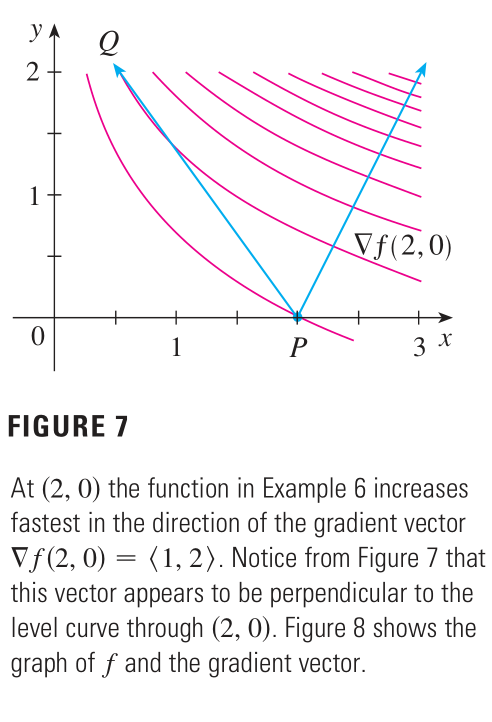 y
Q
2
1
∇f(2, 0)
0
1
P
3
x
FIGURE 7
At (2, 0) the function in Example 6 increases
fastest in the direction of the gradient vector
∇f(2, 0) = ⟨1, 2⟩. Notice from Figure 7 that
this vector appears to be perpendicular to the
level curve through (2, 0). Figure 8 shows the
graph of f and the gradient vector.